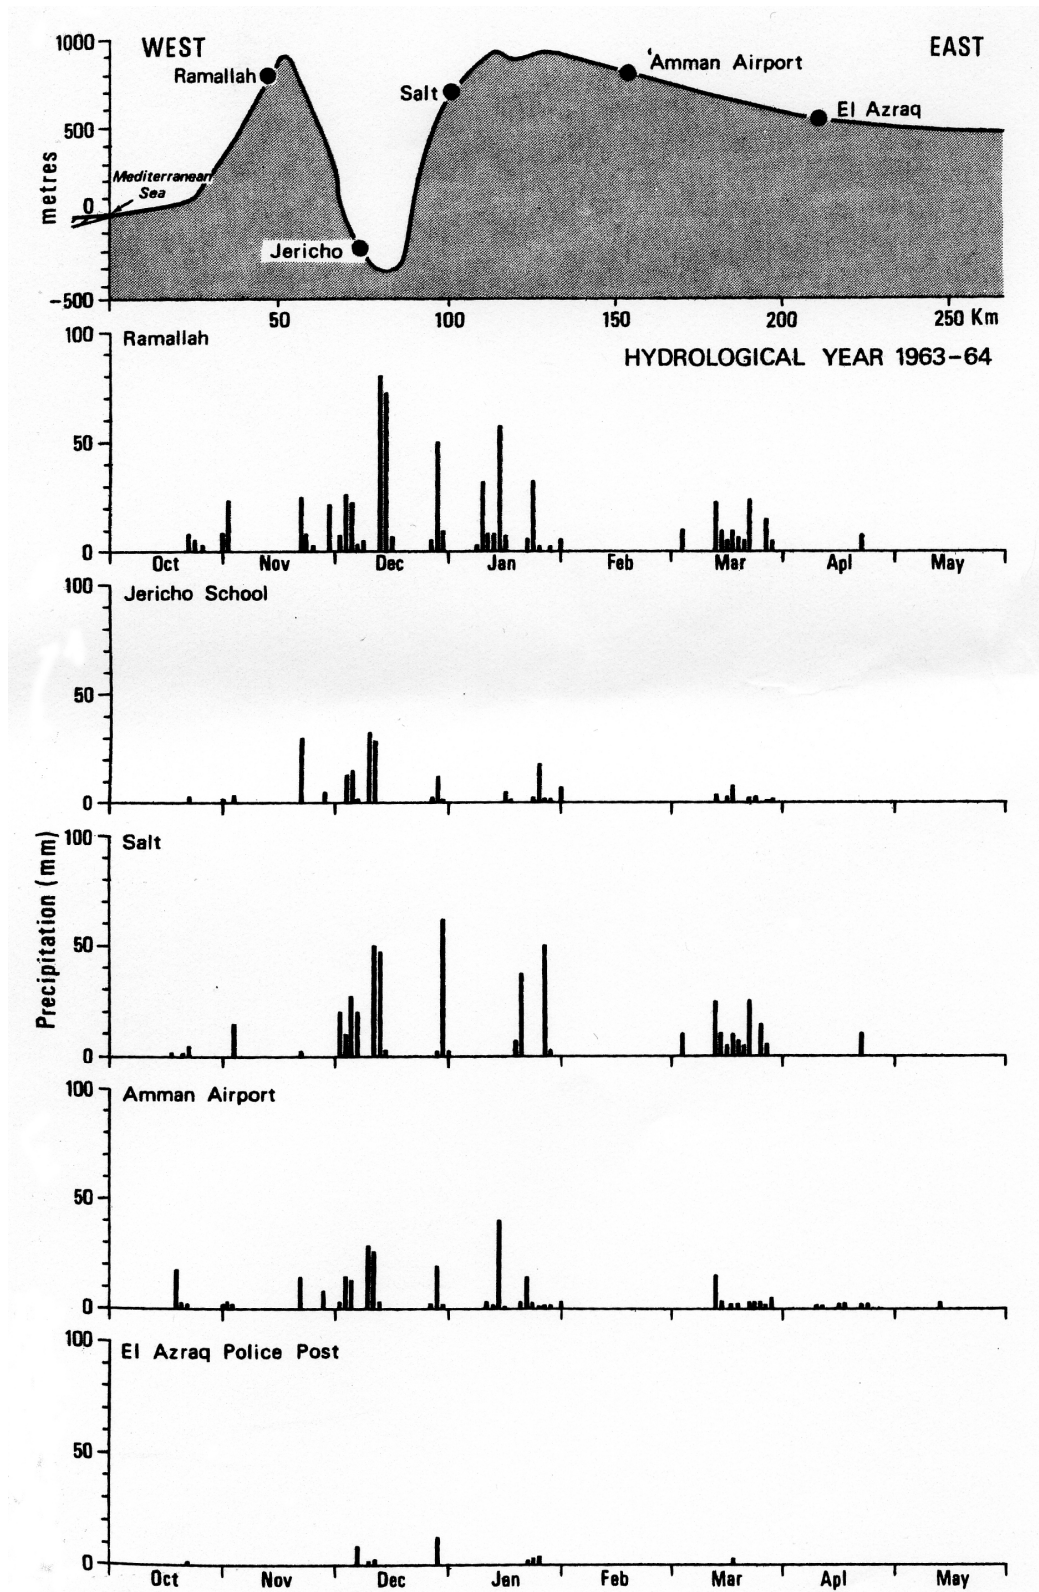 1000
WEST
EAST
Ramallah
'Amman Airport
Salt
El Azraq
500
metres
Mediterranean
Sea
0
Jericho
-500
50
100
150
200
250 Km
100
Ramallah
HYDROLOGICAL YEAR 1963-64
50
0
Oct Nov Dec Jan Feb Mar Apl May
100
Jericho School
50
0
Precipitation (mm)
100
Salt
50
0
100
Amman Airport
50
0
100
El Azraq Police Post
50
0
Oct Nov Dec Jan Feb Mar Apl May